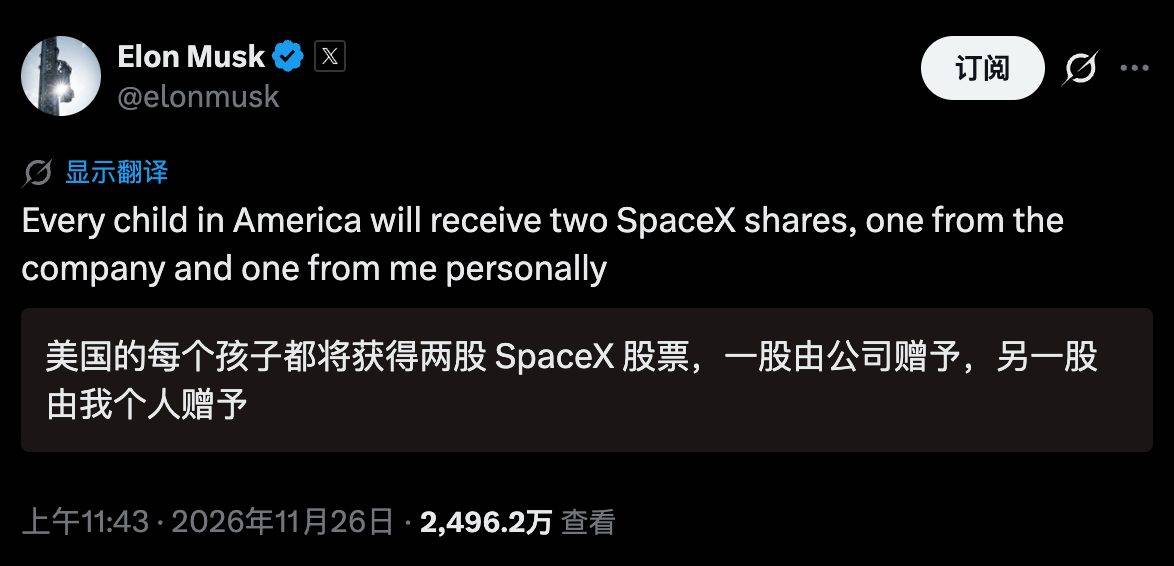 Elon Musk
@elonmusk
订阅
显示翻译
Every child in America will receive two SpaceX shares, one from the
company and one from me personally
美国的每个孩子都将获得两股 SpaceX 股票，一股由公司赠予，另一股
由我个人赠予
上午11:43 · 2026年11月26日 · 2,496.2万 查看